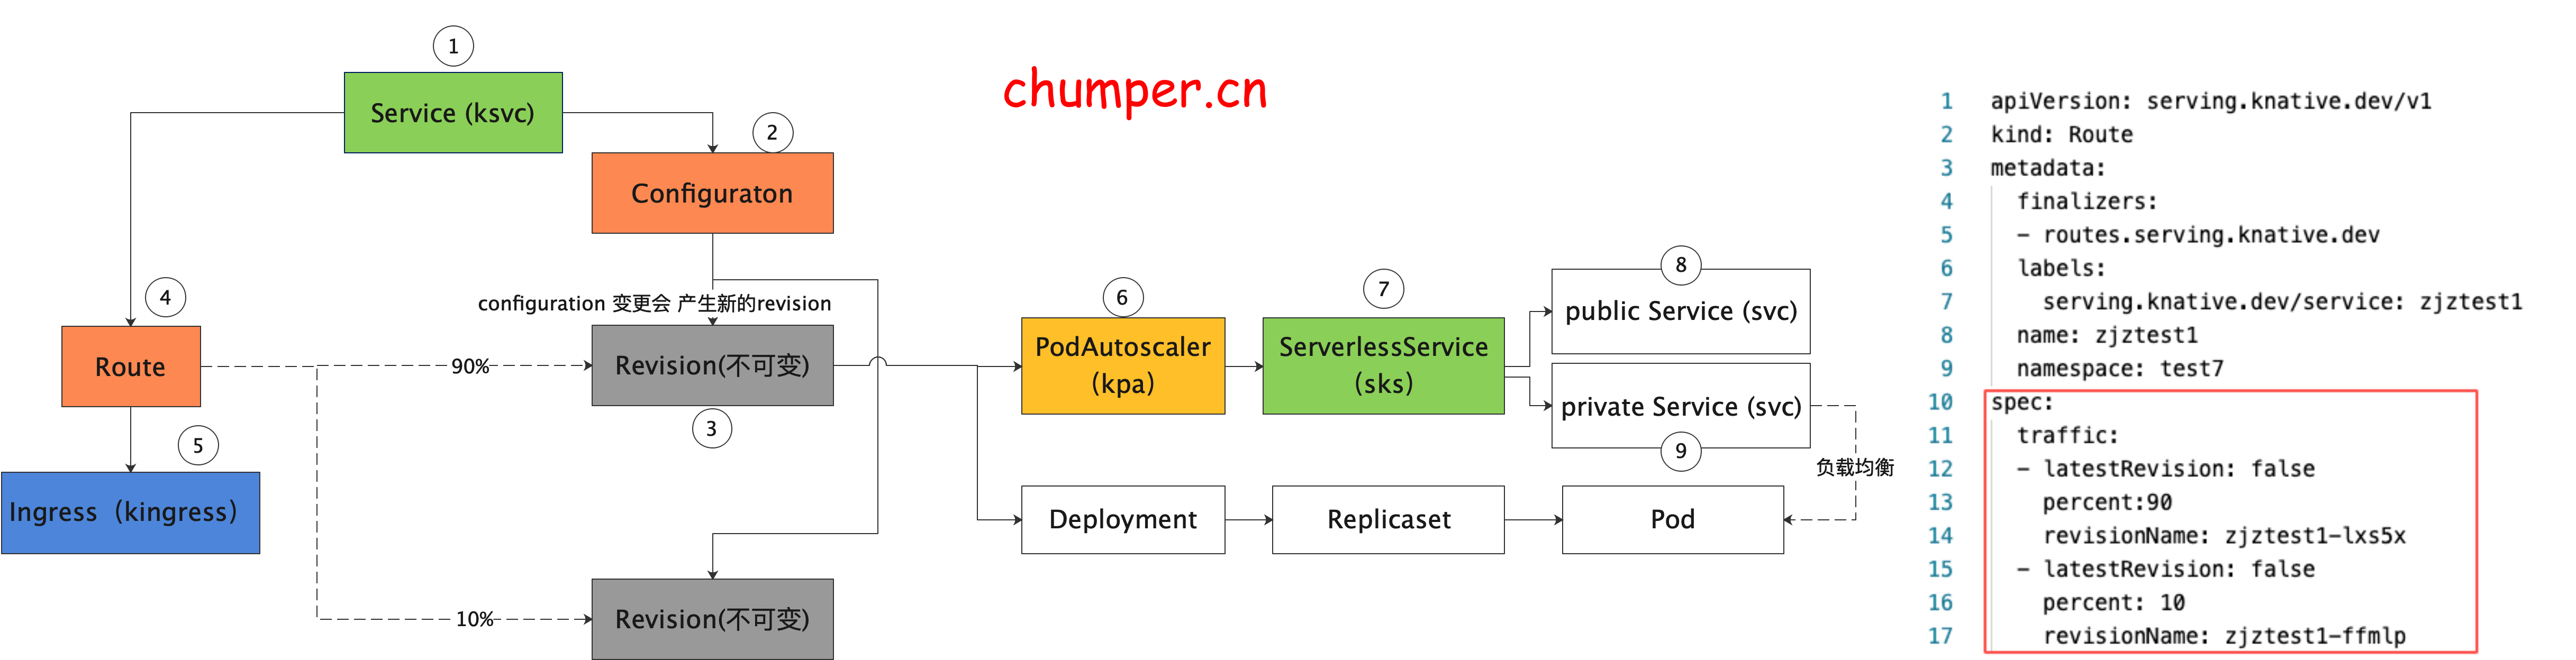 chumper.cn
1
Service (ksvc)
2
Configuraton
configuration 变更会 产生新的revision
4
Route
90%
Revision(不可变)
3
5
Ingress（kingress）
10%
Revision(不可变)
6
PodAutoscaler
(kpa)
7
ServerlessService
(sks)
8
public Service (svc)
private Service (svc)
9
负载均衡
Deployment
Replicaset
Pod
1 apiVersion: serving.knative.dev/v1
2 kind: Route
3 metadata:
4 finalizers:
5 - routes.serving.knative.dev
6 labels:
7 serving.knative.dev/service: zjztest1
8 name: zjztest1
9 namespace: test7
10 spec:
11 traffic:
12 - latestRevision: false
13 percent:90
14 revisionName: zjztest1-lxs5x
15 - latestRevision: false
16 percent: 10
17 revisionName: zjztest1-ffmlp